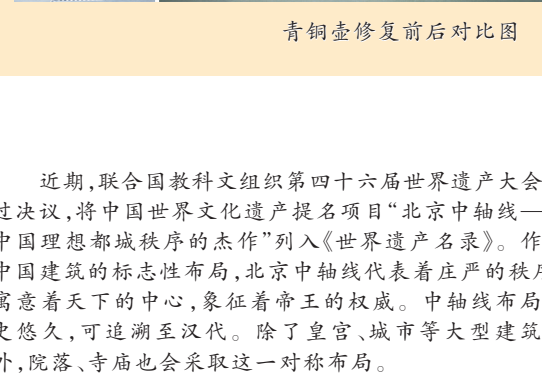 青铜壶修复前后对比图
近期，联合国教科文组织第四十六届世界遗产大会
过决议，将中国世界文化遗产提名项目“北京中轴线—
中国理想都城秩序的杰作”列入《世界遗产名录》。作
中国建筑的标志性布局，北京中轴线代表着庄严的秩序
寓意着天下的中心，象征着帝王的权威。中轴线布局
史悠久，可追溯至汉代。除了皇宫、城市等大型建筑
外，院落、寺庙也会采取这一对称布局。